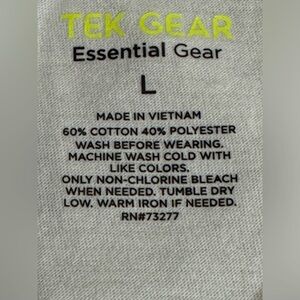 TEK GEAR
Essential Gear
L
MADE IN VIETNAM
60% COTTON 40% POLYESTER
WASH BEFORE WEARING.
MACHINE WASH COLD WITH
LIKE COLORS.
ONLY NON-CHLORINE BLEACH
WHEN NEEDED. TUMBLE DRY
LOW. WARM IRON IF NEEDED.
RN#73277